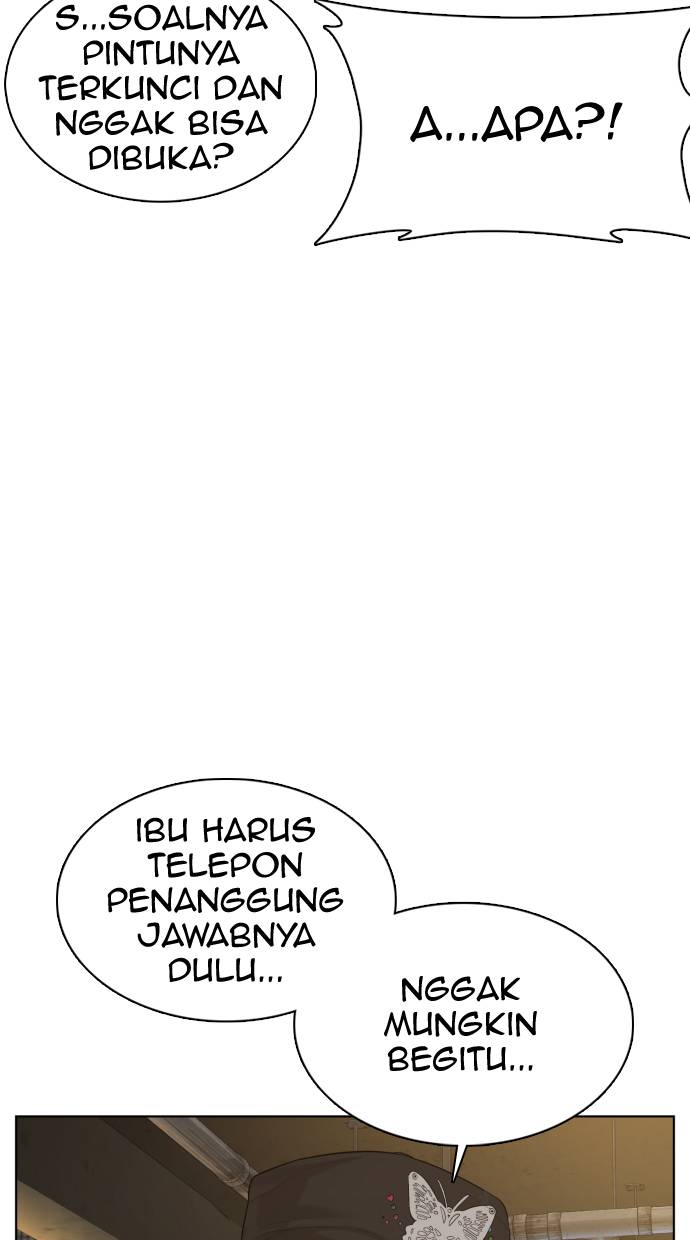 S...SOALNYA
PINTUNYA
TERKUNCI DAN
NGGAK BISA
DIBUKA?
A...APA?!
IBU HARUS
TELEPON
PENANGGUNG
JAWABNYA
DULU...
NGGAK
MUNGKIN
BEGITU...